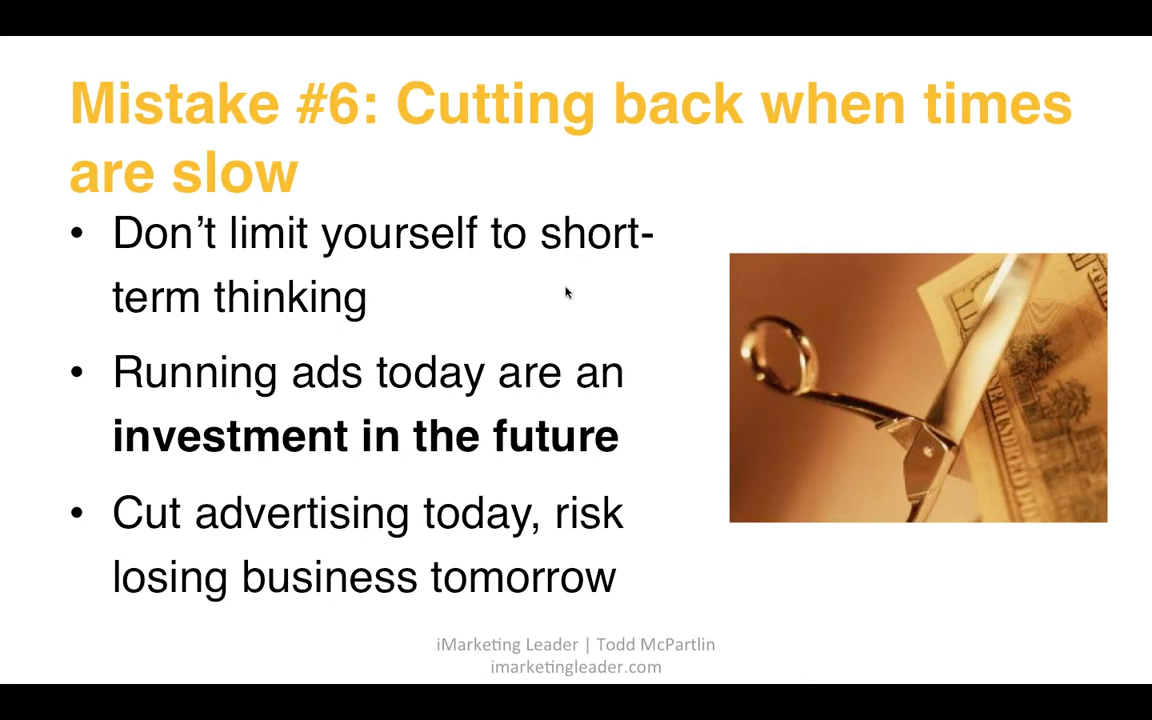 Mistake #6: Cutting back when times
are slow
• Don’t limit yourself to short-
term thinking
• Running ads today are an
investment in the future
• Cut advertising today, risk
losing business tomorrow
iMarketing Leader | Todd McPartlin
imarketingleader.com